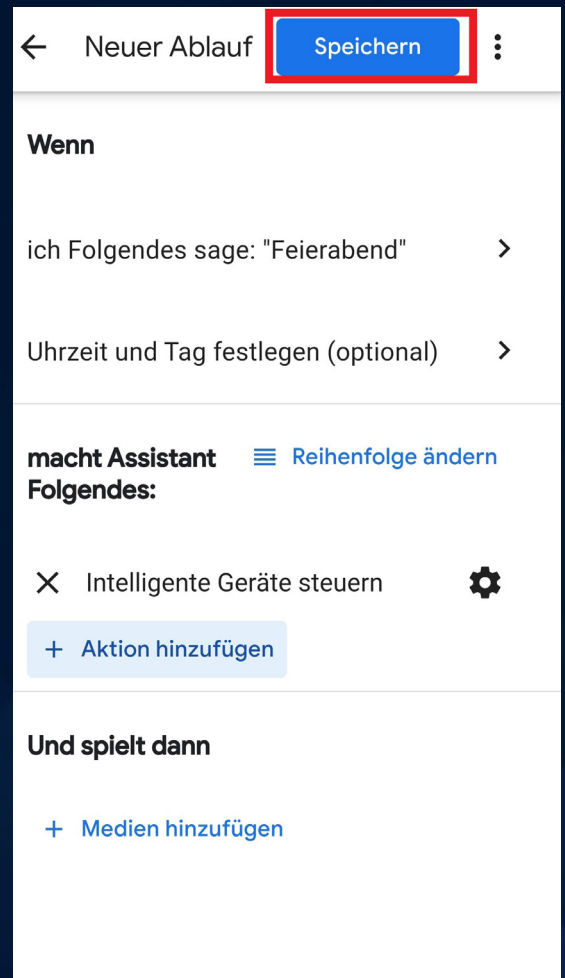 Neuer Ablauf Speichern
Wenn
ich Folgendes sage: "Feierabend"
Uhrzeit und Tag festlegen (optional)
macht Assistant Reihenfolge ändern
Folgendes:
Intelligente Geräte steuern
+ Aktion hinzufügen
Und spielt dann
+ Medien hinzufügen